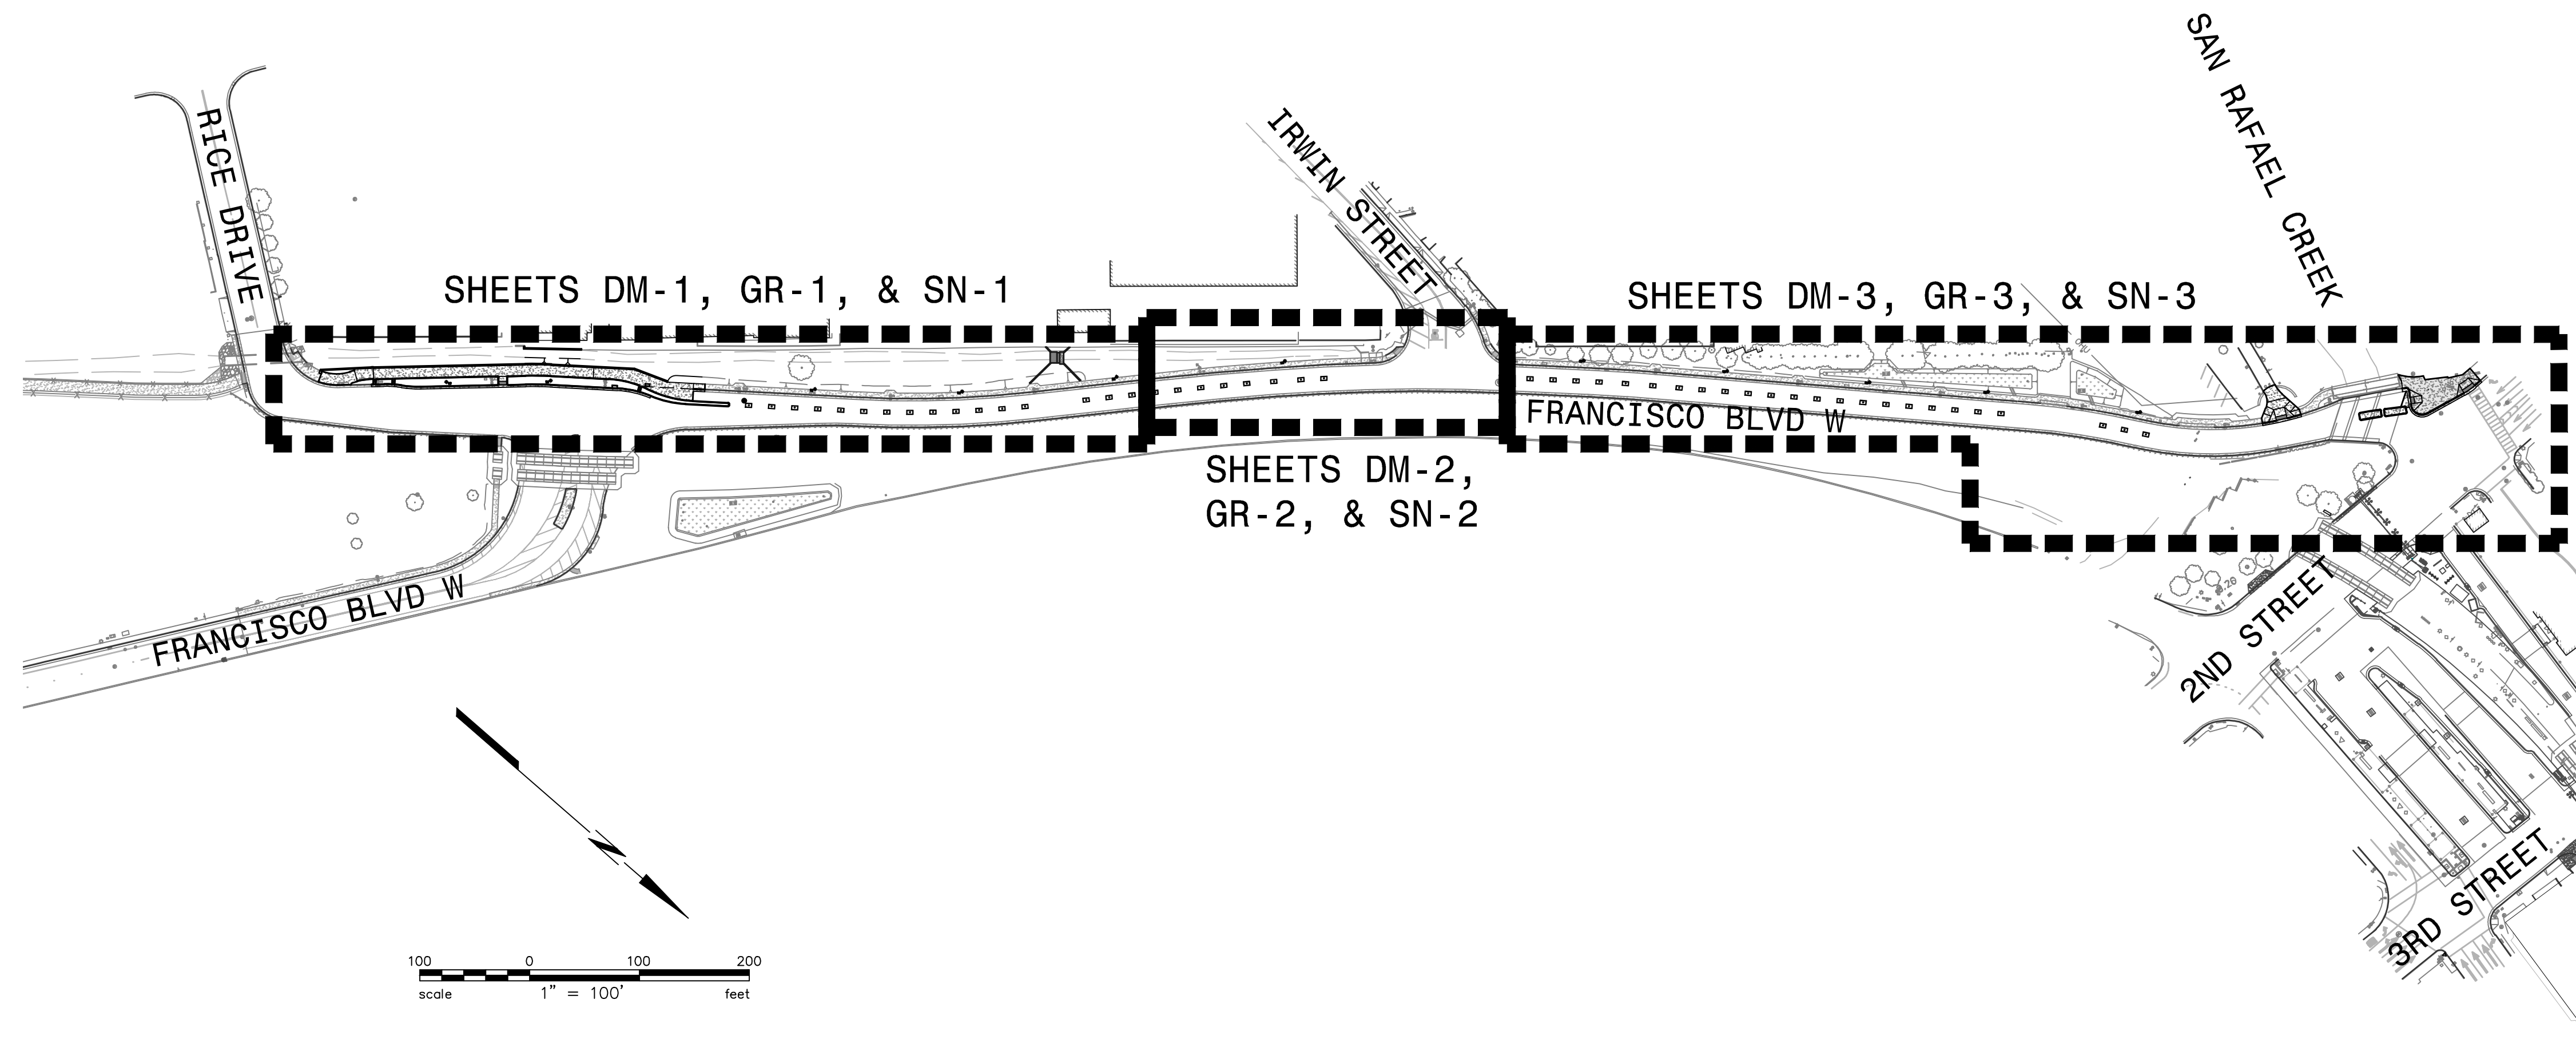 SAN RAFAEL CREEK
RICE DRIVE
IRWIN STREET
SHEETS DM-1, GR-1, & SN-1
SHEETS DM-3, GR-3, & SN-3
FRANCISCO BLVD W
SHEETS DM-2,
GR-2, & SN-2
FRANCISCO BLVD W
2ND STREET
3RD STREET
100 0 100 200
scale 1" = 100' feet